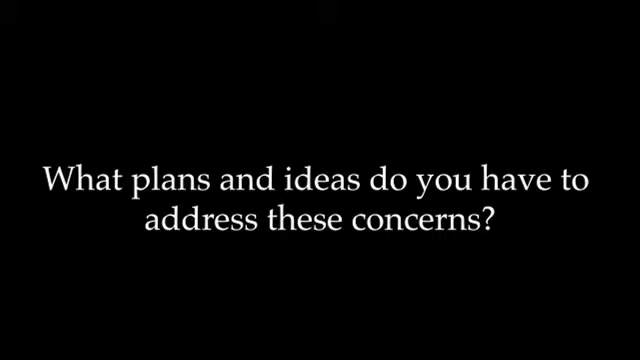 What plans and ideas do you have to
address these concerns?